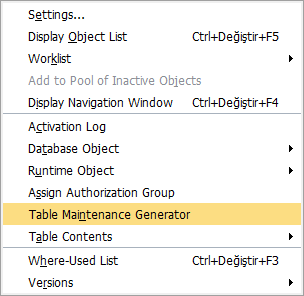 Settings...
Display Object List Ctrl+Değiştir+F5
Worklist
Add to Pool of Inactive Objects
Display Navigation Window Ctrl+Değiştir+F4
Activation Log
Database Object
Runtime Object
Assign Authorization Group
Table Maintenance Generator
Table Contents
Where-Used List Ctrl+Değiştir+F3
Versions